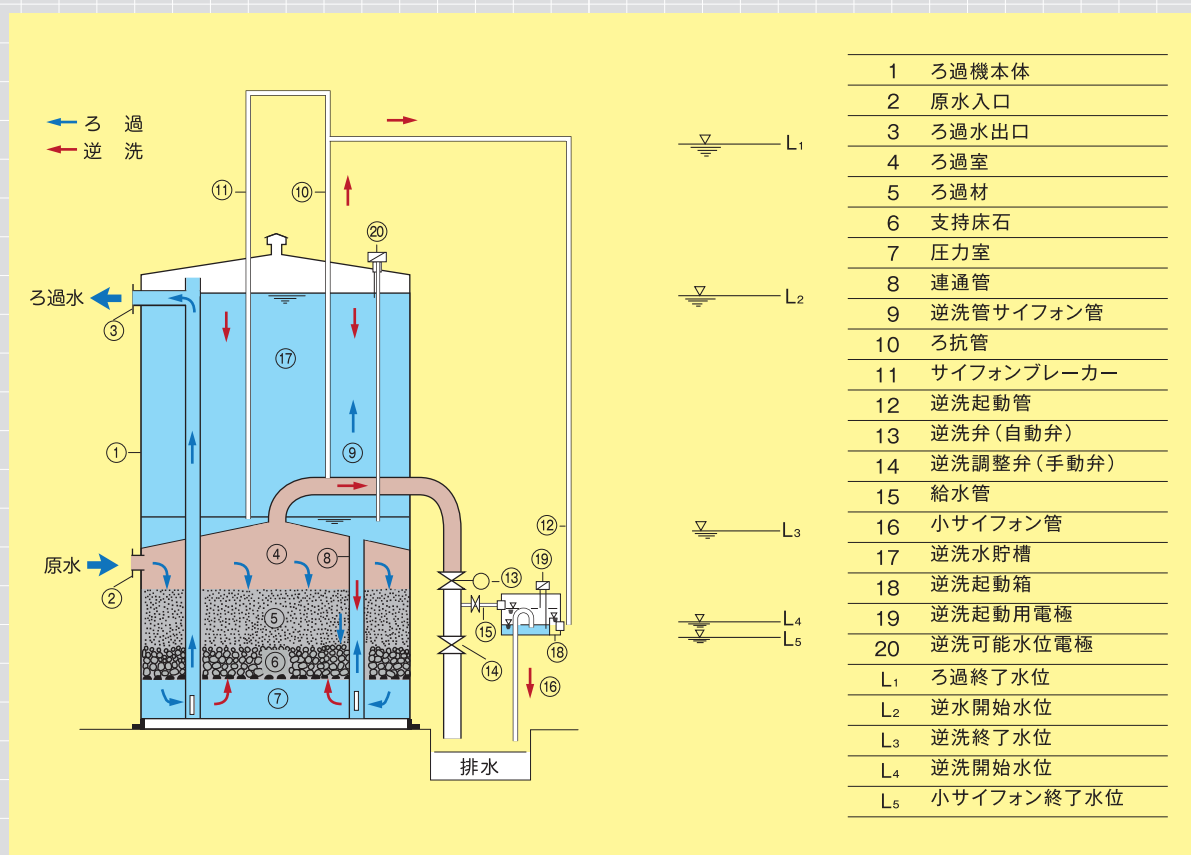 ろ 過
逆 洗
⑪
⑩
⑳
ろ過水
③
⑰
①
⑨
⑫
④
⑧
原水
②
⑲
⑬
⑤
⑮
⑱
⑥
⑭
⑯
⑦
排水
L₁
L₂
L₃
L₄
L₅
1 ろ過機本体
2 原水入口
3 ろ過水出口
4 ろ過室
5 ろ過材
6 支持床石
7 圧力室
8 連通管
9 逆洗管サイフォン管
10 ろ抗管
11 サイフォンブレーカー
12 逆洗起動管
13 逆洗弁(自動弁)
14 逆洗調整弁(手動弁)
15 給水管
16 小サイフォン管
17 逆洗水貯槽
18 逆洗起動箱
19 逆洗起動用電極
20 逆洗可能水位電極
L₁ ろ過終了水位
L₂ 逆水開始水位
L₃ 逆洗終了水位
L₄ 逆洗開始水位
L₅ 小サイフォン終了水位